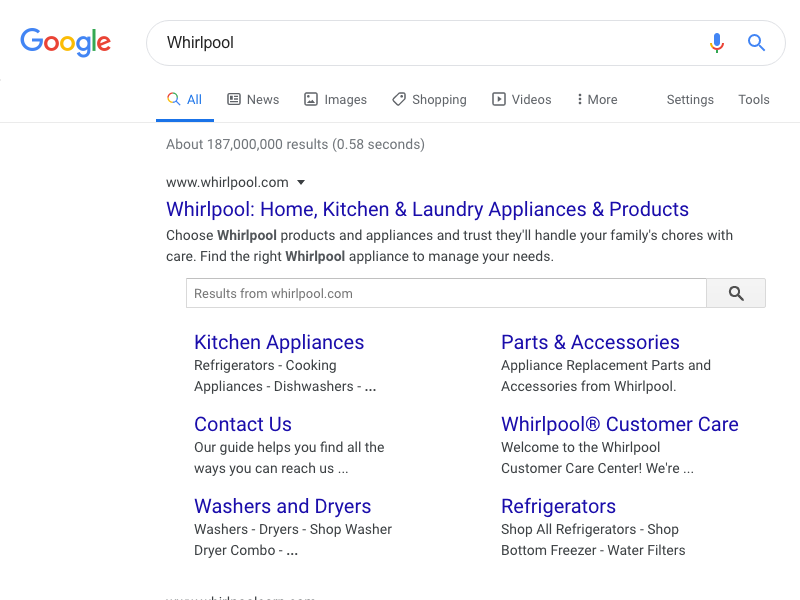 Google
Whirlpool
All News Images Shopping Videos More Settings Tools
About 187,000,000 results (0.58 seconds)
www.whirlpool.com
Whirlpool: Home, Kitchen & Laundry Appliances & Products
Choose Whirlpool products and appliances and trust they'll handle your family's chores with
care. Find the right Whirlpool appliance to manage your needs.
Results from whirlpool.com
Kitchen Appliances
Refrigerators - Cooking
Appliances - Dishwashers - ...
Parts & Accessories
Appliance Replacement Parts and
Accessories from Whirlpool.
Contact Us
Our guide helps you find all the
ways you can reach us ...
Whirlpool® Customer Care
Welcome to the Whirlpool
Customer Care Center! We're ...
Washers and Dryers
Washers - Dryers - Shop Washer
Dryer Combo - ...
Refrigerators
Shop All Refrigerators - Shop
Bottom Freezer - Water Filters